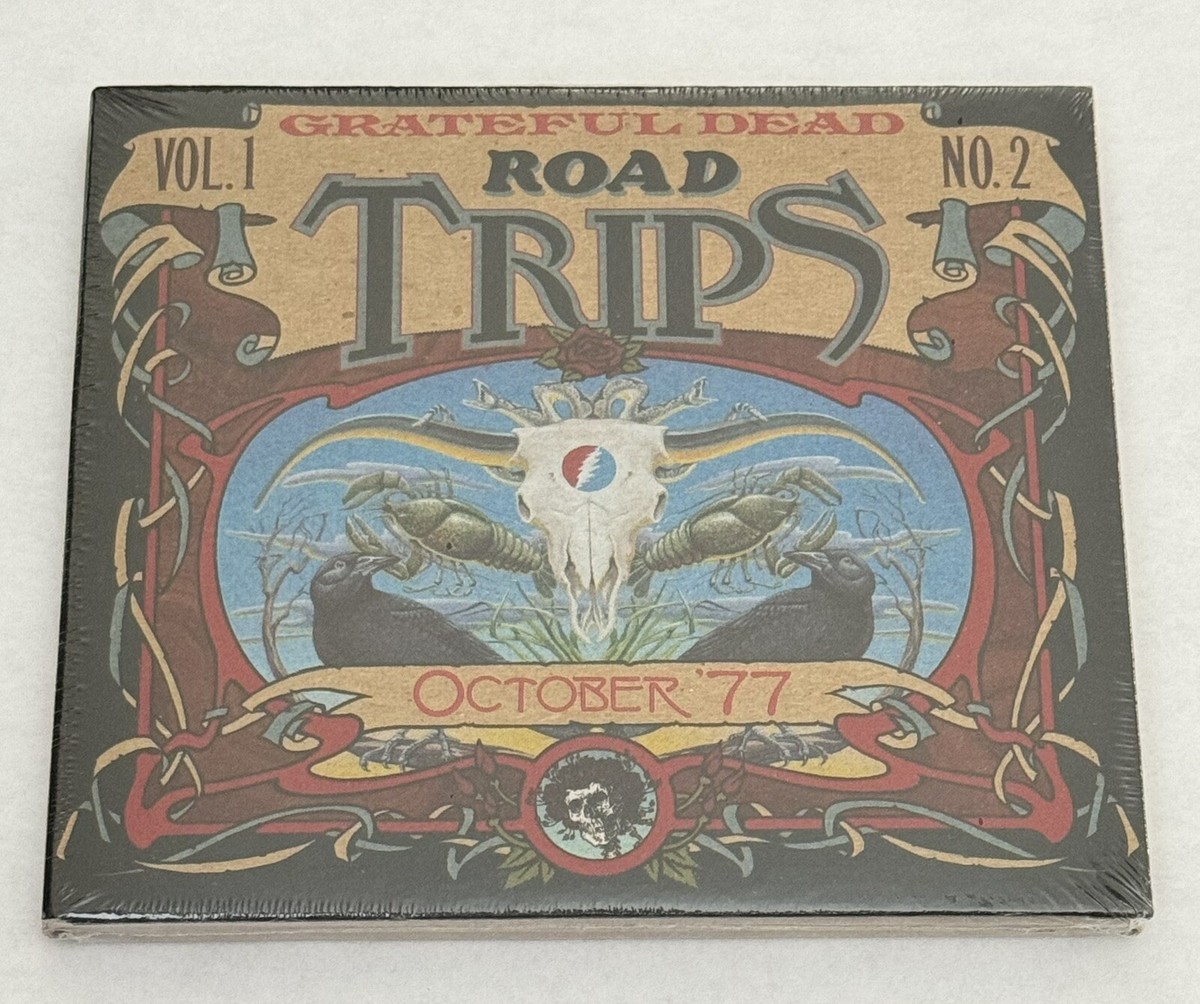 GRATEFUL DEAD
VOL. 1
ROAD
NO. 2
TRIPS
OCTOBER '77